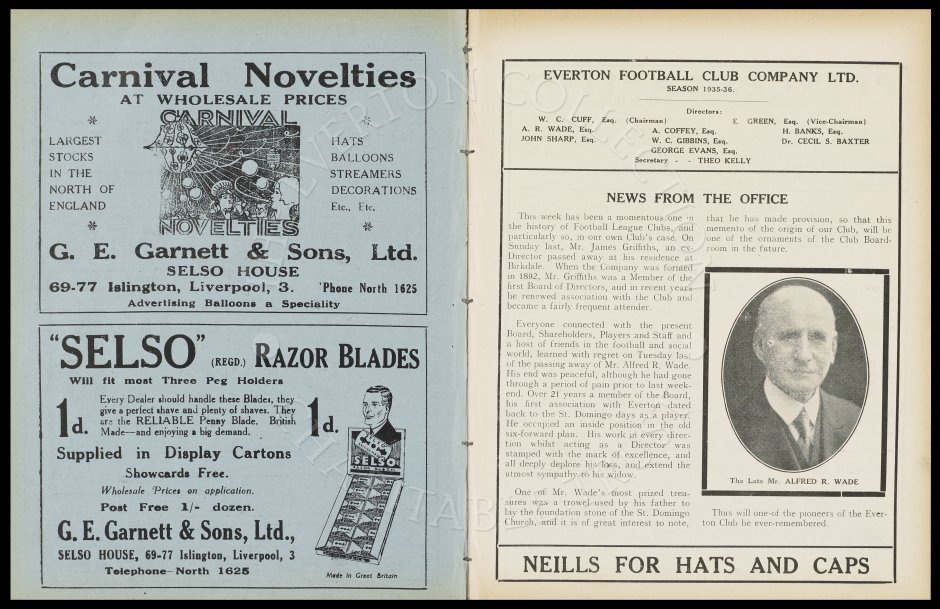 Carnival Novelties
AT WHOLESALE PRICES
CARNIVAL
LARGEST
STOCKS
IN THE
NORTH OF
ENGLAND
HATS
BALLOONS
STREAMERS
DECORATIONS
Etc., Etc.
NOVELTIES
G. E. Garnett & Sons, Ltd.
SELSO HOUSE
69-77 Islington, Liverpool, 3. 'Phone North 1625
Advertising Balloons a Speciality
"SELSO" (REGD.) RAZOR BLADES
Will fit most Three Peg Holders
1d. Every Dealer should handle these Blades, they
give a perfect shave and plenty of shaves. They
are the RELIABLE Penny Blade. British
Made—and enjoying a big demand. 1d.
Supplied in Display Cartons
Showcards Free.
Wholesale Prices on application.
Post Free 1/- dozen.
SELSO
RAZOR BLADES
G. E. Garnett & Sons, Ltd.,
SELSO HOUSE, 69-77 Islington, Liverpool, 3
Telephone—North 1625
Made in Great Britain
EVERTON FOOTBALL CLUB COMPANY LTD.
SEASON 1935-36.
Directors:
W. C. CUFF, Esq. (Chairman) E. GREEN, Esq. (Vice-Chairman)
A. R. WADE, Esq. A. COFFEY, Esq. H. BANKS, Esq.
JOHN SHARP, Esq. W. C. GIBBINS, Esq. Dr. CECIL S. BAXTER
GEORGE EVANS, Esq.
Secretary - - THEO KELLY
NEWS FROM THE OFFICE
This week has been a momentous one in
the history of Football League Clubs, and
particularly so, in our own Club's case. On
Sunday last, Mr. James Griffiths, an ex-
Director passed away at his residence at
Birkdale. When the Company was formed
in 1892, Mr. Griffiths was a Member of the
first Board of Directors, and in recent years
he renewed association with the Club and
became a fairly frequent attender.
Everyone connected with the present
Board, Shareholders, Players and Staff and
a host of friends in the football and social
world, learned with regret on Tuesday last
of the passing away of Mr. Alfred R. Wade.
His end was peaceful, although he had gone
through a period of pain prior to last week-
end. Over 21 years a member of the Board,
his first association with Everton dated
back to the St. Domingo days as a player.
He occupied an inside position in the old
six-forward plan. His work in every direc-
tion whilst acting as a Director was
stamped with the mark of excellence, and
all deeply deplore his loss, and extend the
utmost sympathy to his widow.
One of Mr. Wade's most prized trea-
sures was a trowel used by his father to
lay the foundation stone of the St. Domingo
Church, and it is of great interest to note,
that he has made provision, so that this
memento of the origin of our Club, will be
one of the ornaments of the Club Board-
room in the future.
The Late Mr. ALFRED R. WADE
Thus will one of the pioneers of the Ever-
ton Club be ever-remembered.
NEILLS FOR HATS AND CAPS